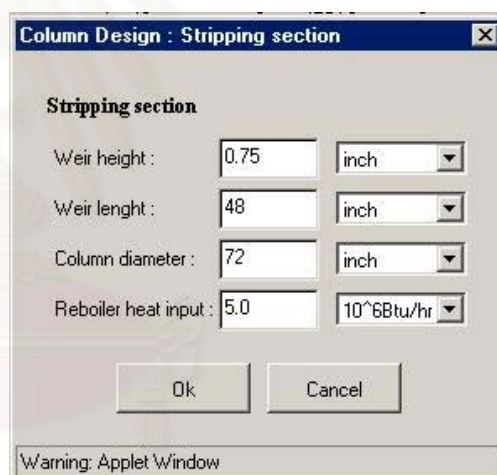 Column Design : Stripping section
Stripping section
Weir height : 0.75 inch
Weir lenght : 48 inch
Column diameter : 72 inch
Reboiler heat input : 5.0 10^6Btu/hr
Ok Cancel
Warning: Applet Window